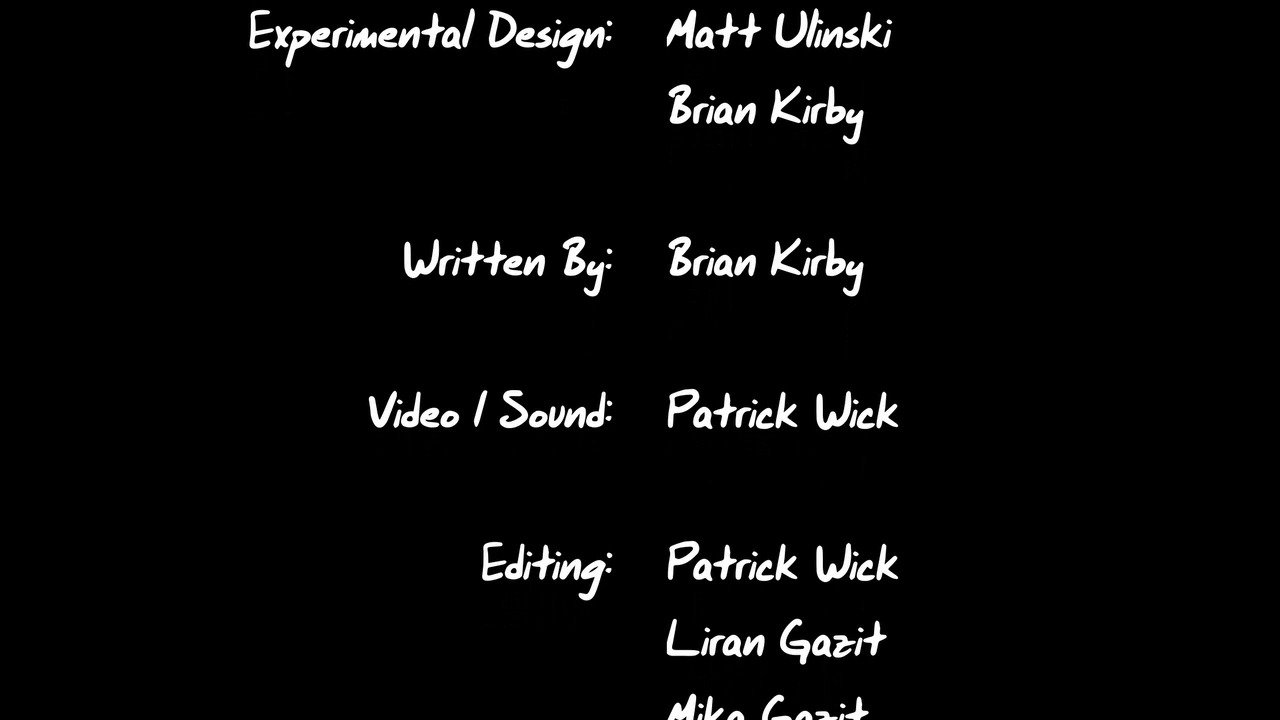 Experimental Design: Matt Ulinski
Brian Kirby
Written By: Brian Kirby
Video / Sound: Patrick Wick
Editing: Patrick Wick
Liran Gazit
Gazit